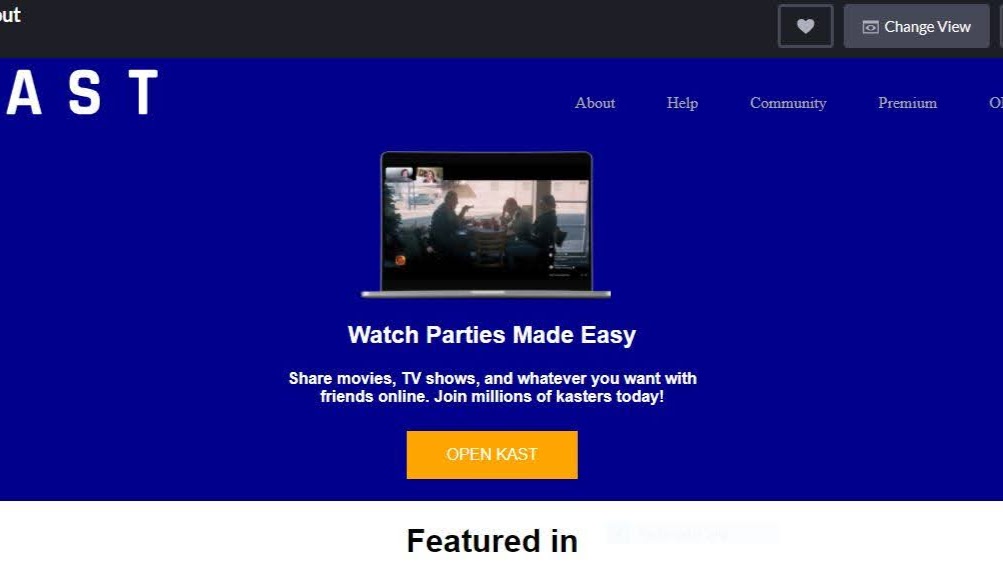 out
Change View
AST
About Help Community Premium
Watch Parties Made Easy
Share movies, TV shows, and whatever you want with
friends online. Join millions of kasters today!
OPEN KAST
Featured in